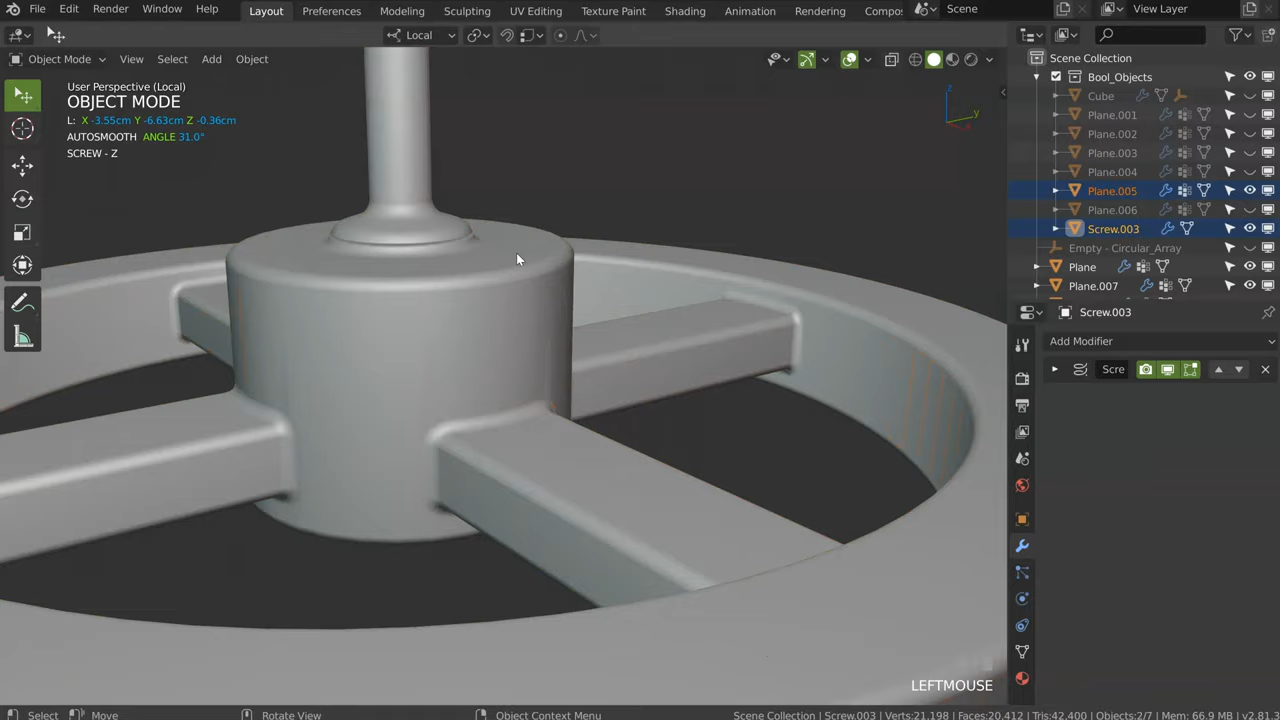 File Edit Render Window Help Layout Preferences Modeling Sculpting UV Editing Texture Paint Shading Animation Rendering Compos Scene View Layer
Local
Object Mode View Select Add Object
Scene Collection
User Perspective (Local)
OBJECT MODE
L: X -3.55cm Y -6.63cm Z -0.36cm
AUTOSMOOTH ANGLE 31.0°
SCREW - Z
z
y
x
Bool_Objects
Cube
Plane.001
Plane.002
Plane.003
Plane.004
Plane.005
Plane.006
Screw.003
Empty - Circular_Array
Plane
Plane.007
Screw.003
Add Modifier
Scre
LEFTMOUSE
Select Move Rotate View Object Context Menu Scene Collection | Screw.003 | Verts:21,198 | Faces:20,412 | Tris:42,400 | Objects:2/7 | Mem: 66.9 MB | v2.81.3